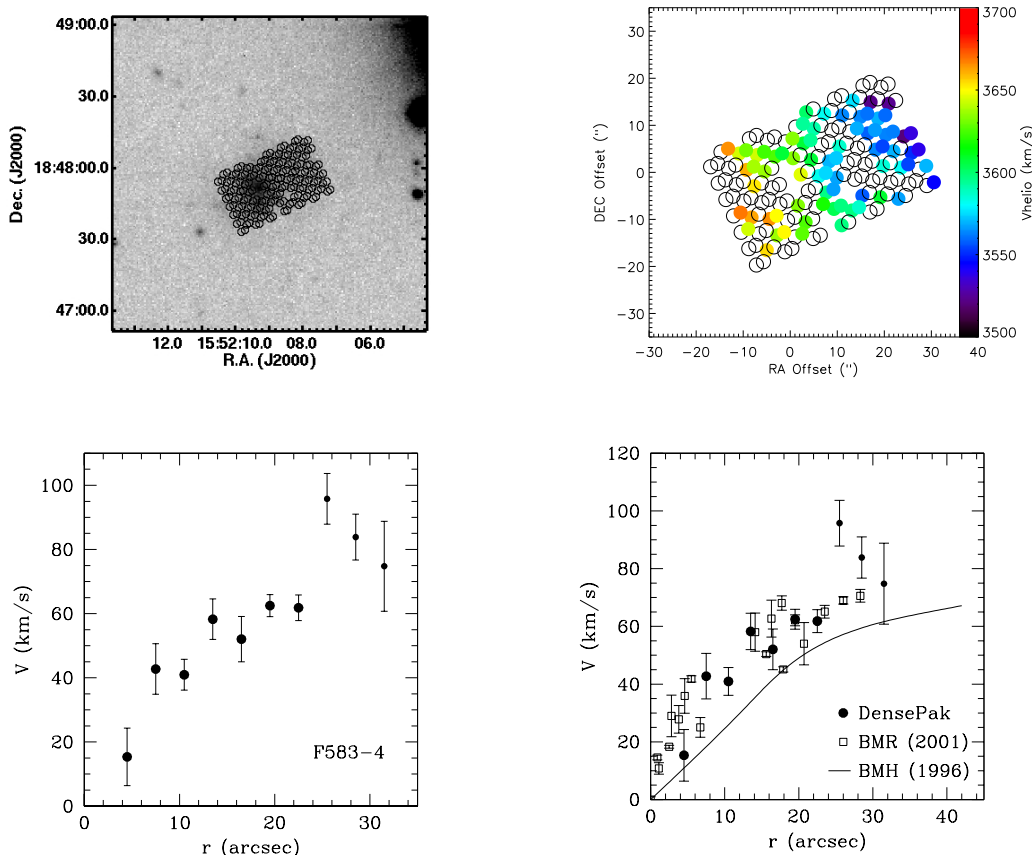 49:00.0
30.0
18:48:00.0
30.0
47:00.0
Dec. (J2000)
12.0 15:52:10.0 08.0 06.0
R.A. (J2000)
30
20
10
0
-10
-20
-30
DEC Offset (")
-30 -20 -10 0 10 20 30 40
RA Offset (")
3700
3650
3600
3550
3500
Vhelio (km/s)
100
80
60
40
20
0
V (km/s)
F583-4
0 10 20 30
r (arcsec)
120
100
80
60
40
20
0
V (km/s)
DensePak
BMR (2001)
BMH (1996)
0 10 20 30 40
r (arcsec)